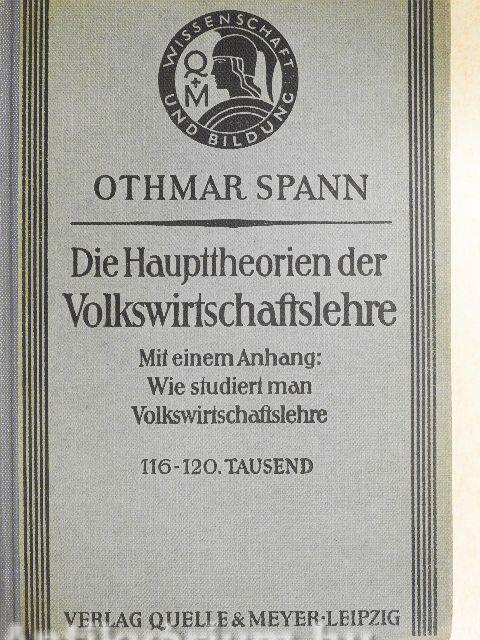 WISSENSCHAFT
UND BILDUNG
Q+M
OTHMAR SPANN
Die Haupttheorien der
Volkswirtschaftslehre
Mit einem Anhang:
Wie studiert man
Volkswirtschaftslehre
116-120. TAUSEND
VERLAG QUELLE & MEYER·LEIPZIG